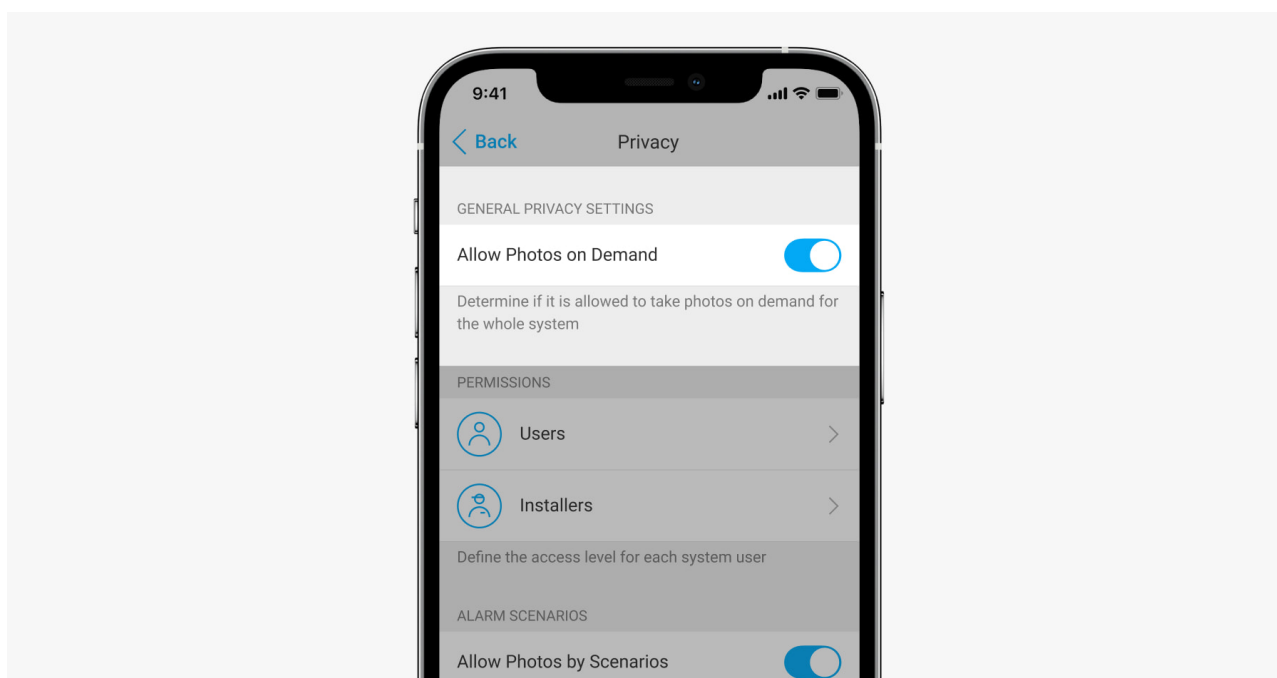 9:41
Back
Privacy
GENERAL PRIVACY SETTINGS
Allow Photos on Demand
Determine if it is allowed to take photos on demand for
the whole system
PERMISSIONS
Users
Installers
Define the access level for each system user
ALARM SCENARIOS
Allow Photos by Scenarios